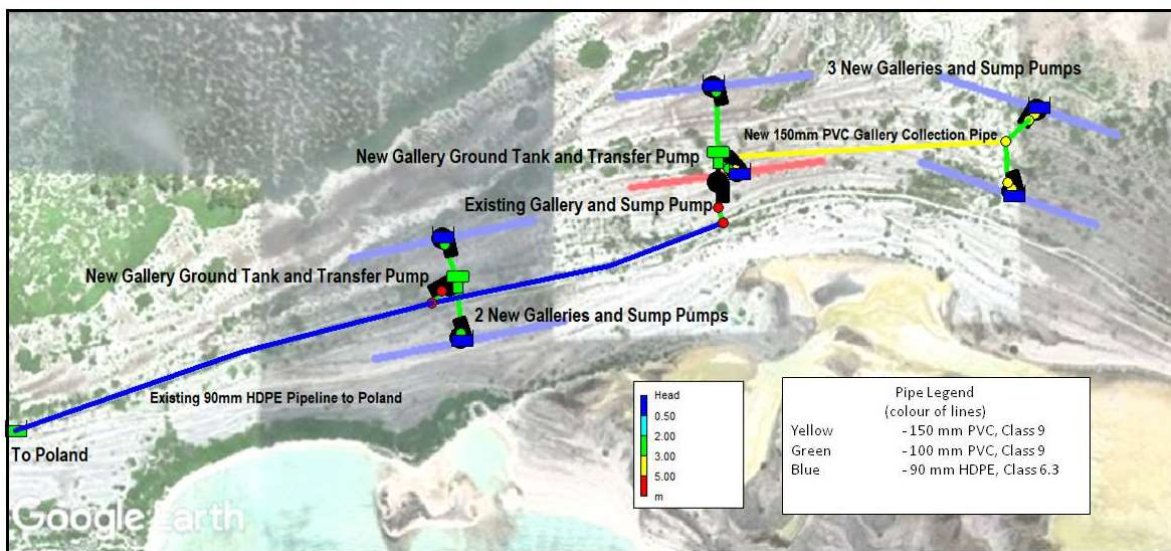 3 New Galleries and Sump Pumps
New 150mm PVC Gallery Collection Pipe
New Gallery Ground Tank and Transfer Pump
Existing Gallery and Sump Pump
New Gallery Ground Tank and Transfer Pump
2 New Galleries and Sump Pumps
Existing 90mm HDPE Pipeline to Poland
To Poland
Head
0.50
2.00
3.00
5.00
m
Pipe Legend
(colour of lines)
Yellow -150 mm PVC, Class 9
Green -100 mm PVC, Class 9
Blue -90 mm HDPE, Class 6.3
Google Earth